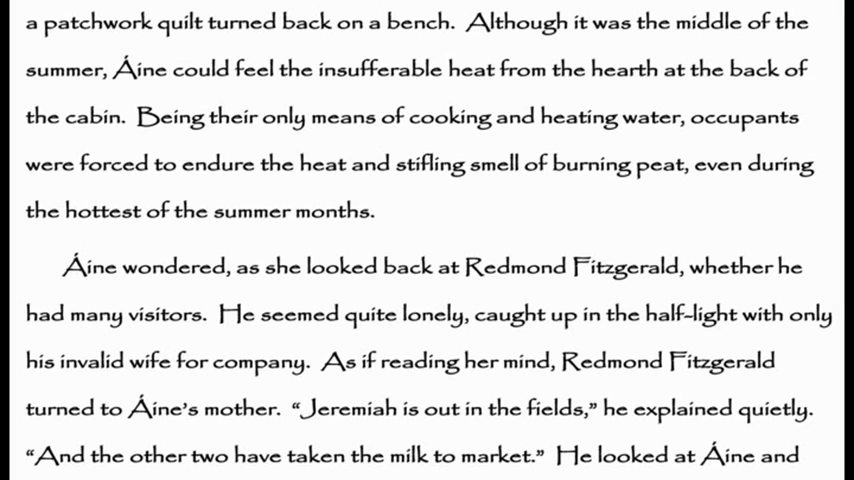 a patchwork quilt turned back on a bench.  Although it was the middle of the
summer, Áine could feel the insufferable heat from the hearth at the back of
the cabin.  Being their only means of cooking and heating water, occupants
were forced to endure the heat and stifling smell of burning peat, even during
the hottest of the summer months.
Áine wondered, as she looked back at Redmond Fitzgerald, whether he
had many visitors.  He seemed quite lonely, caught up in the half-light with only
his invalid wife for company.  As if reading her mind, Redmond Fitzgerald
turned to Áine’s mother.  “Jeremiah is out in the fields,” he explained quietly.
“And the other two have taken the milk to market.”  He looked at Áine and